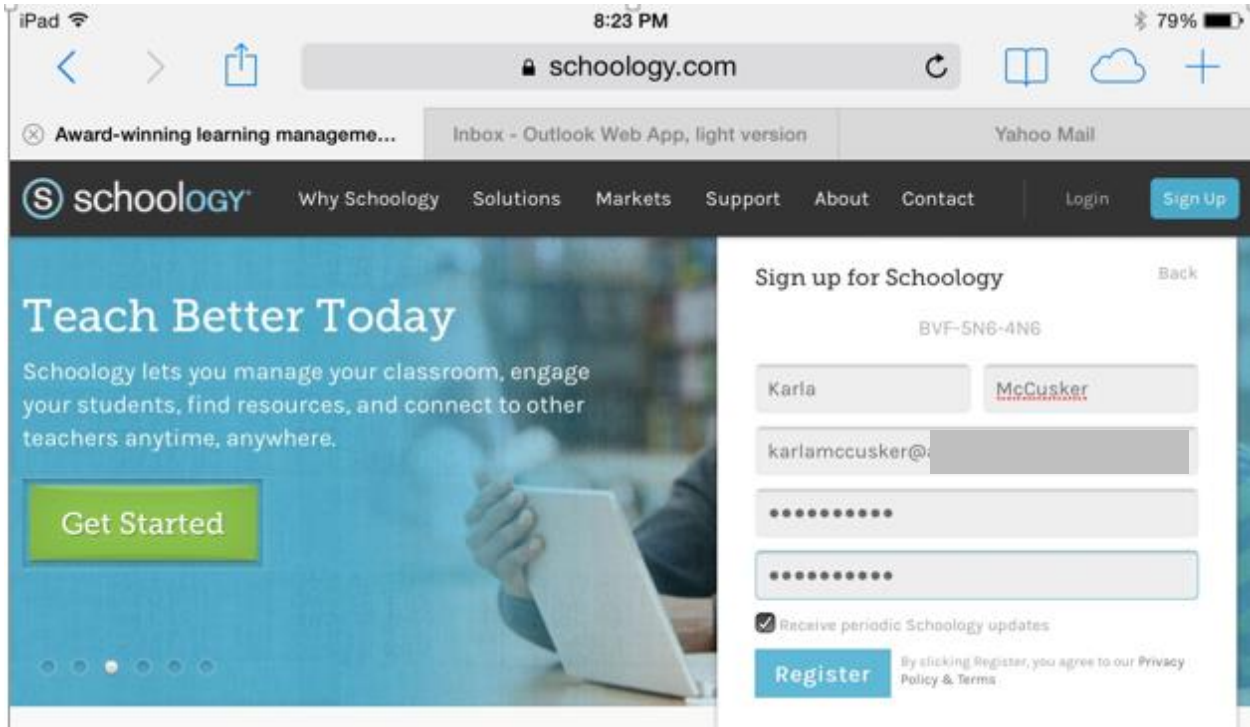 iPad 8:23 PM 79%
schoology.com
Award-winning learning manageme... Inbox - Outlook Web App, light version Yahoo Mail
S schoology Why Schoology Solutions Markets Support About Contact Login Sign Up
Teach Better Today
Schoology lets you manage your classroom, engage
your students, find resources, and connect to other
teachers anytime, anywhere.
Get Started
Sign up for Schoology Back
BVF-5N6-4N6
Karla McCusker
karlamccusker@
••••••••••
••••••••••
Receive periodic Schoology updates
Register By clicking Register, you agree to our Privacy
Policy & Terms